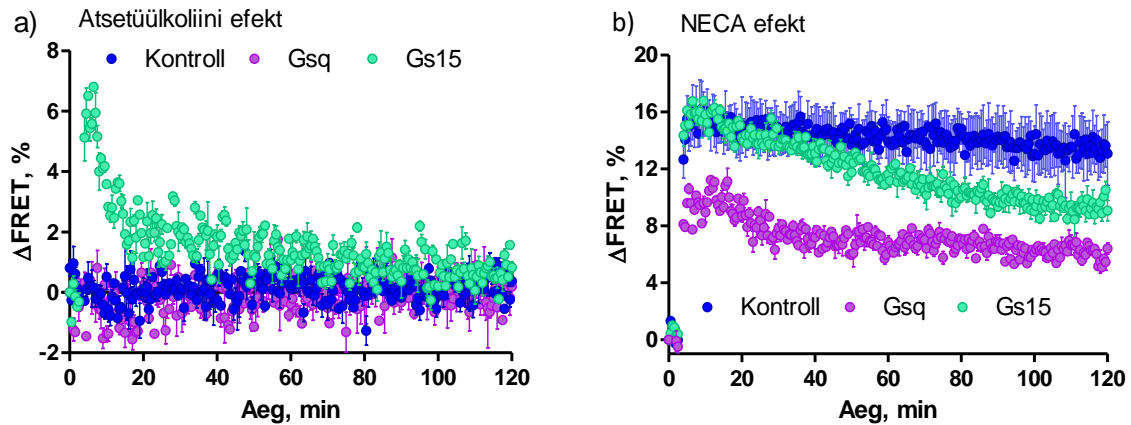 a) Atsetüülkoliini efekt
Kontroll Gsq Gs15
ΔFRET, %
8
6
4
2
0
-2
0 20 40 60 80 100 120
Aeg, min
b) NECA efekt
ΔFRET, %
20
16
12
8
4
0
Kontroll Gsq Gs15
0 20 40 60 80 100 120
Aeg, min